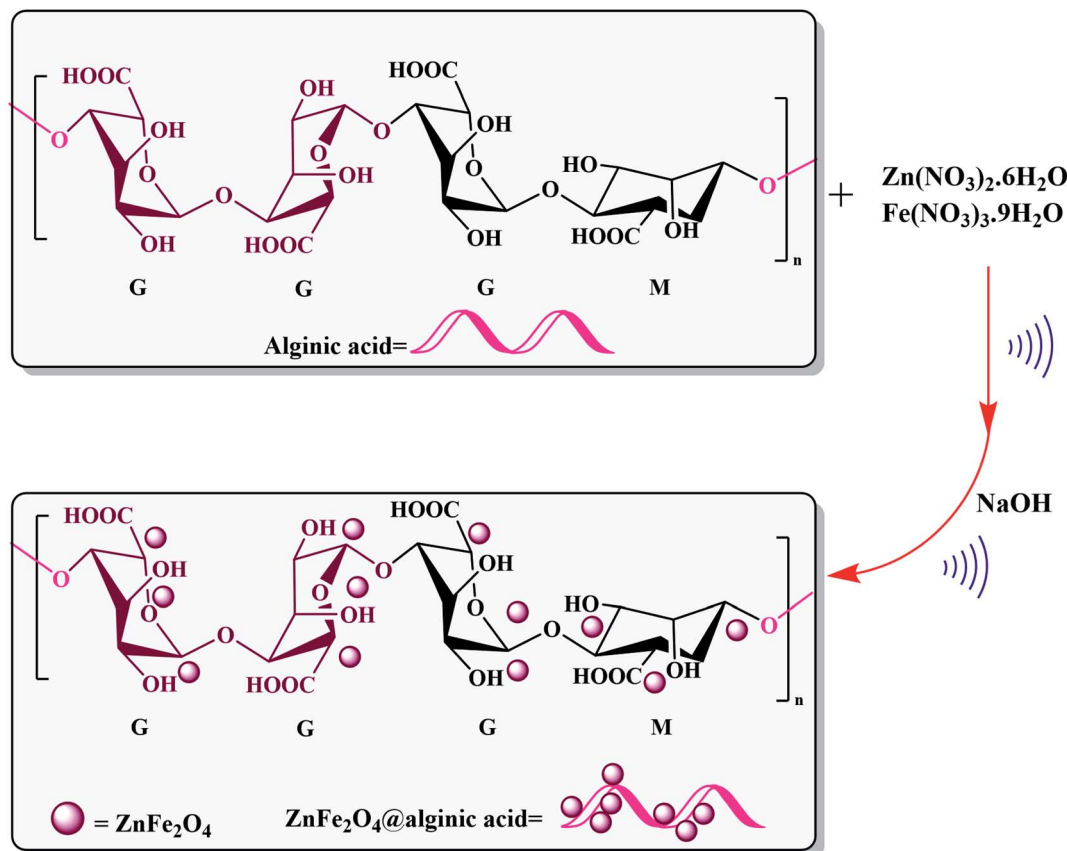 HOOC OH HOOC
OH O OH HO
O O O O
O O O
OH HOOC OH HOOC OH
n
G G G M
Alginic acid=
+ Zn(NO₃)₂.6H₂O
Fe(NO₃)₃.9H₂O
NaOH
HOOC OH HOOC
OH O OH HO
O O O O
O OH O O
OH HOOC OH HOOC OH
n
G G G M
= ZnFe₂O₄ ZnFe₂O₄@alginic acid=